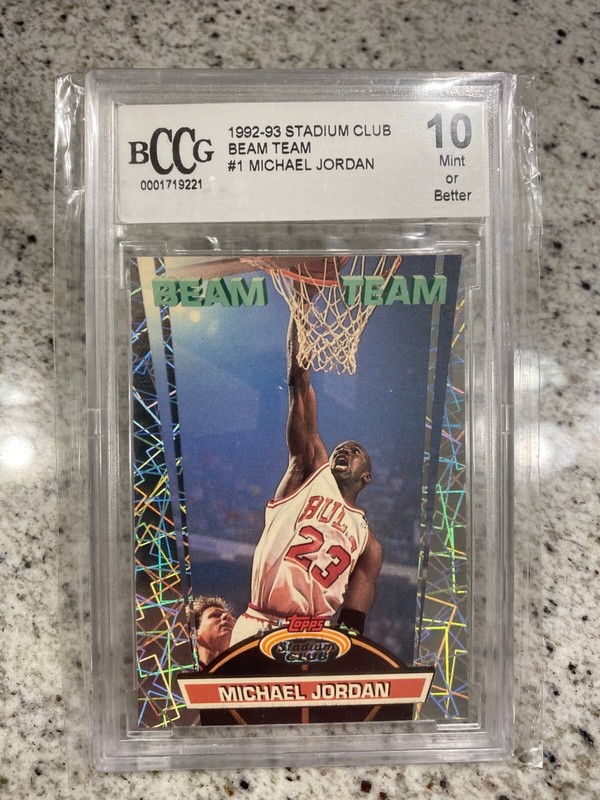 BCCG
0001719221
1992-93 STADIUM CLUB
BEAM TEAM
#1 MICHAEL JORDAN
10
Mint
or
Better
BEAM TEAM
BULL
23
Topps
Stadium
CLUB
MICHAEL JORDAN